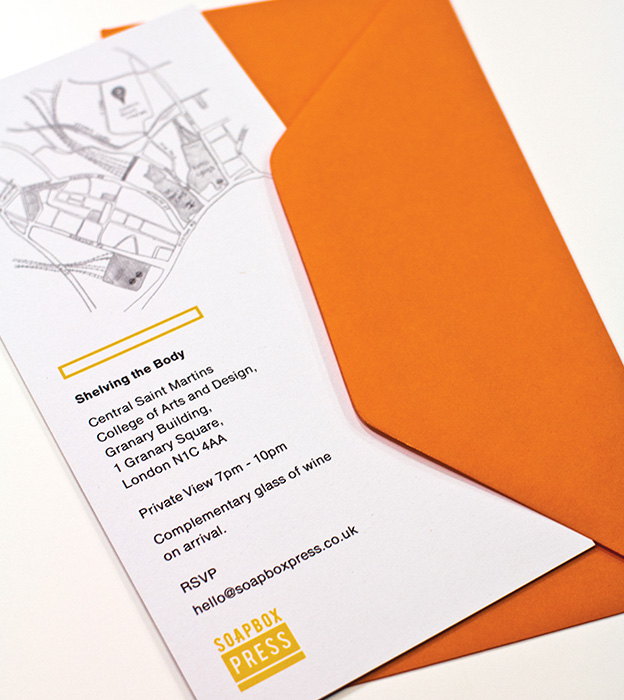 Shelving the Body
Central Saint Martins
College of Arts and Design,
Granary Building,
1 Granary Square,
London N1C 4AA
Private View 7pm - 10pm
Complementary glass of wine
on arrival.
RSVP
hello@soapboxpress.co.uk
SOAPBOX
PRESS